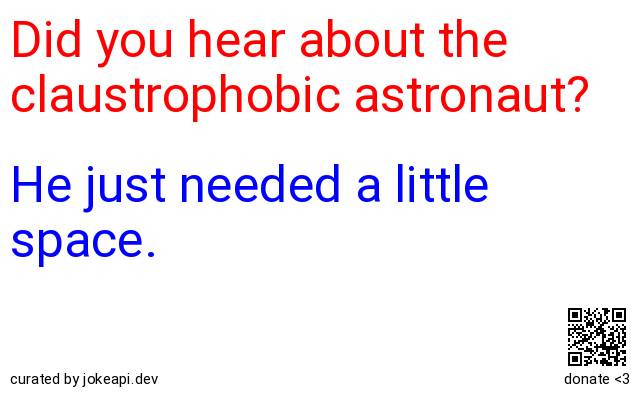 Did you hear about the
claustrophobic astronaut?
He just needed a little
space.
curated by jokeapi.dev
donate <3